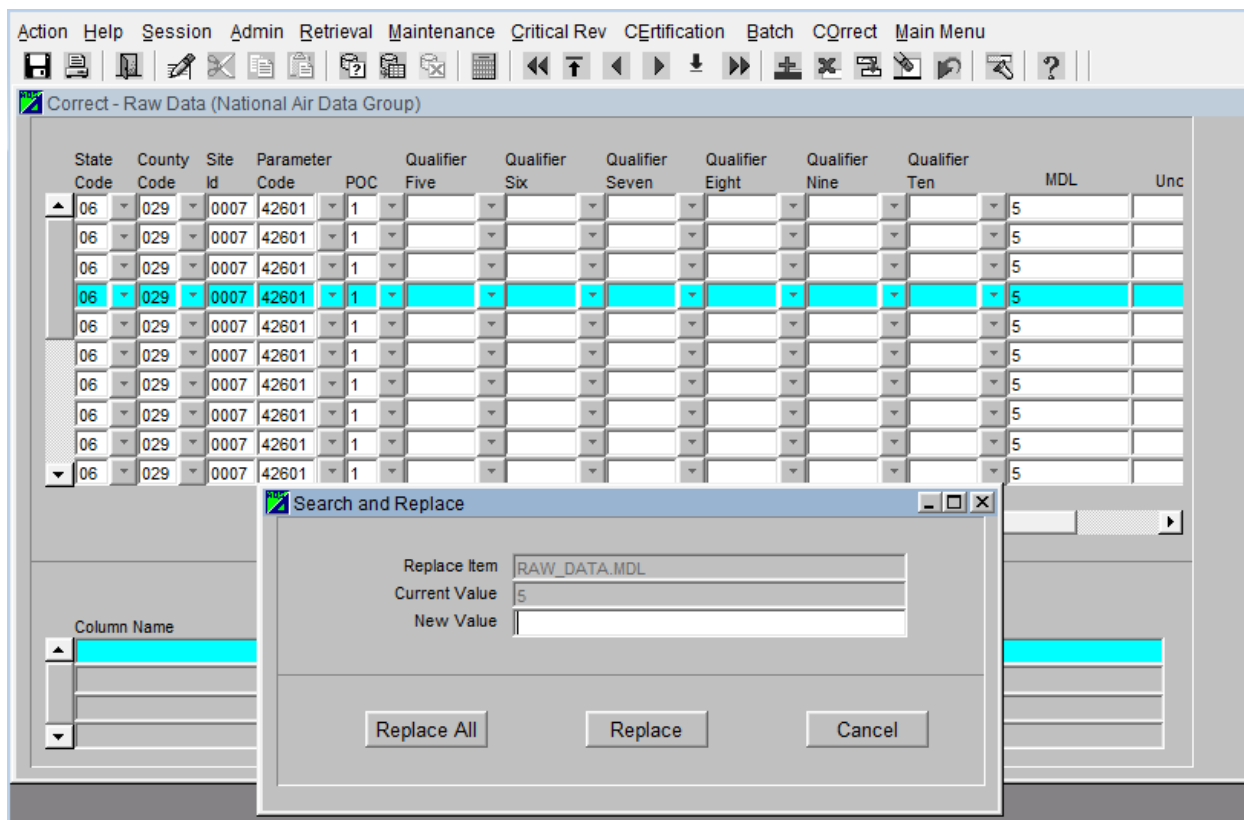 Action Help Session Admin Retrieval Maintenance Critical Rev CErtification Batch COrrect Main Menu
Correct - Raw Data (National Air Data Group)
State County Site Parameter Qualifier Qualifier Qualifier Qualifier Qualifier Qualifier
Code Code Id Code POC Five Six Seven Eight Nine Ten MDL Unc
06 029 0007 42601 1 5
06 029 0007 42601 1 5
06 029 0007 42601 1 5
06 029 0007 42601 1 5
06 029 0007 42601 1 5
06 029 0007 42601 1 5
06 029 0007 42601 1 5
06 029 0007 42601 1 5
06 029 0007 42601 1 5
06 029 0007 42601 1 5
Search and Replace
Replace Item RAW_DATA.MDL
Current Value 5
New Value
Column Name
Replace All Replace Cancel